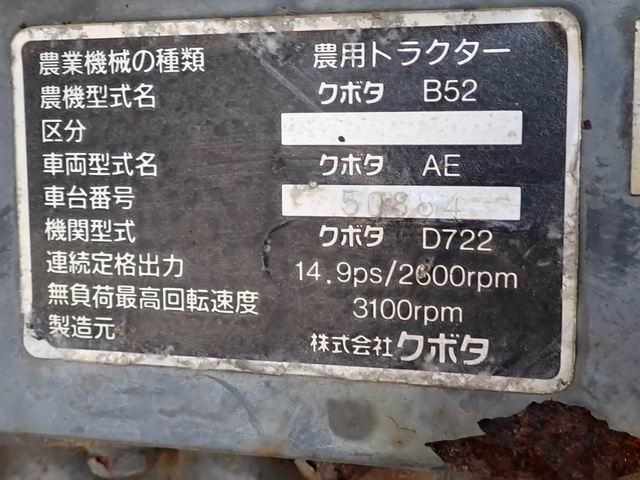 農業機械の種類 農用トラクター
農機型式名 クボタ B52
区分
車両型式名 クボタ AE
車台番号 50884
機関型式 クボタ D722
連続定格出力 14.9ps/2600rpm
無負荷最高回転速度 3100rpm
製造元 株式会社クボタ